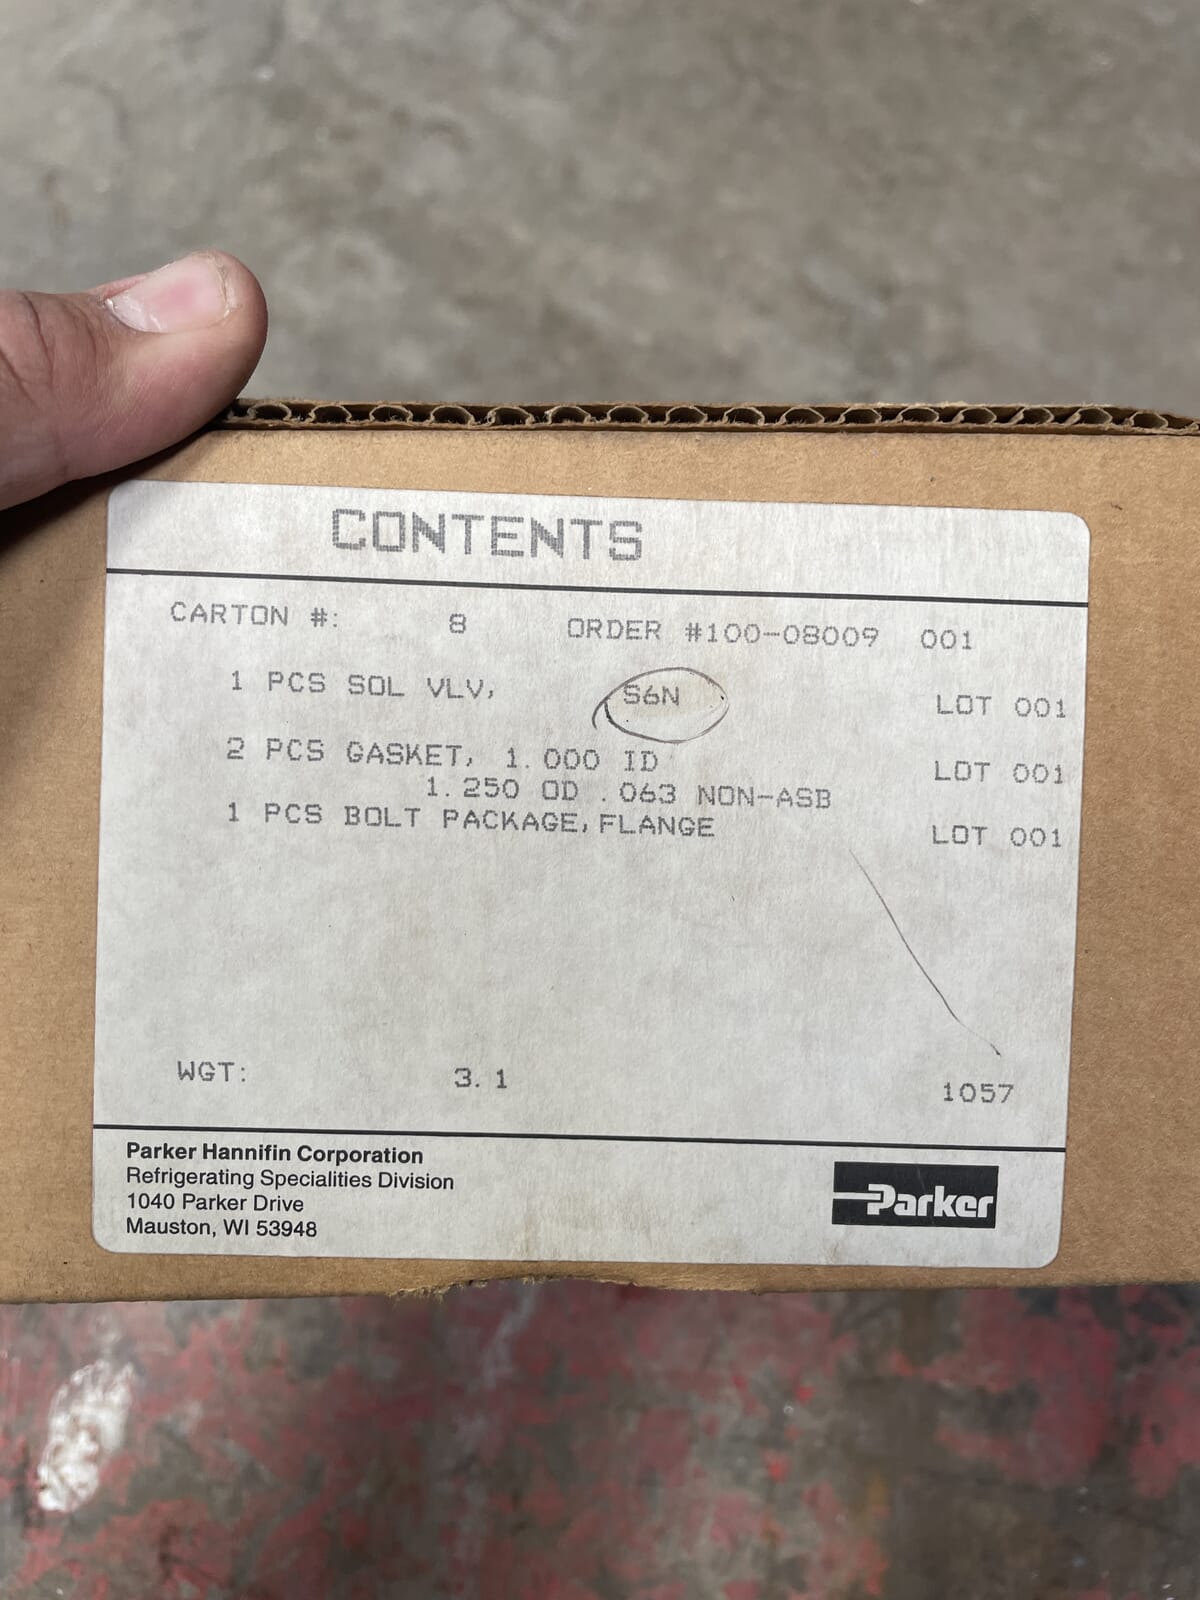 CONTENTS
CARTON #: 8 ORDER #100-08009 001
1 PCS SOL VLV, S6N LOT 001
2 PCS GASKET, 1.000 ID LOT 001
1.250 OD .063 NON-ASB
1 PCS BOLT PACKAGE, FLANGE LOT 001
WGT: 3.1 1057
Parker Hannifin Corporation
Refrigerating Specialities Division
1040 Parker Drive
Mauston, WI 53948
Parker